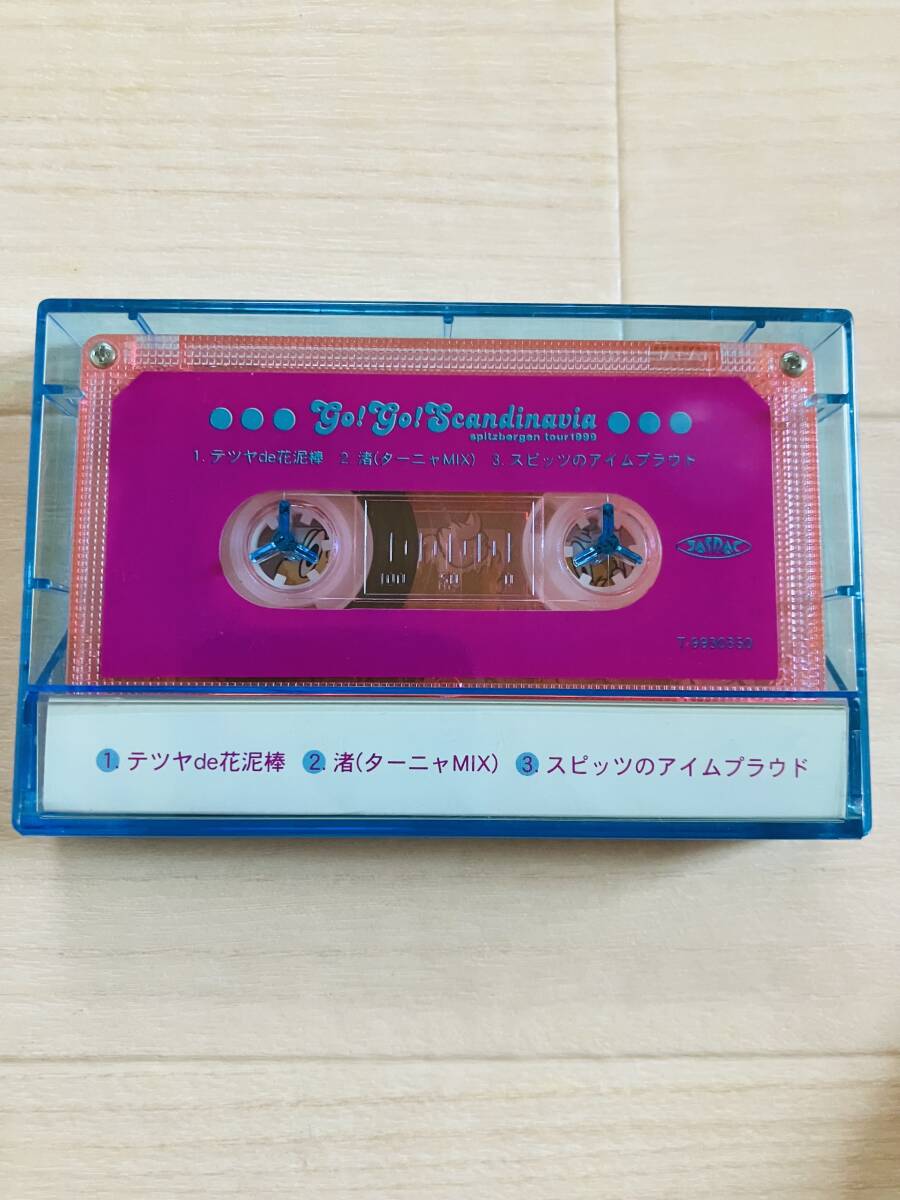 Go!Go!Scandinavia
spitzbergen tour1999
1. テツヤde花泥棒 2. 渚(ターニャMIX) 3. スピッツのアイムプラウド
JASRAC
T-9930350
1. テツヤde花泥棒 2. 渚(ターニャMIX) 3. スピッツのアイムプラウド